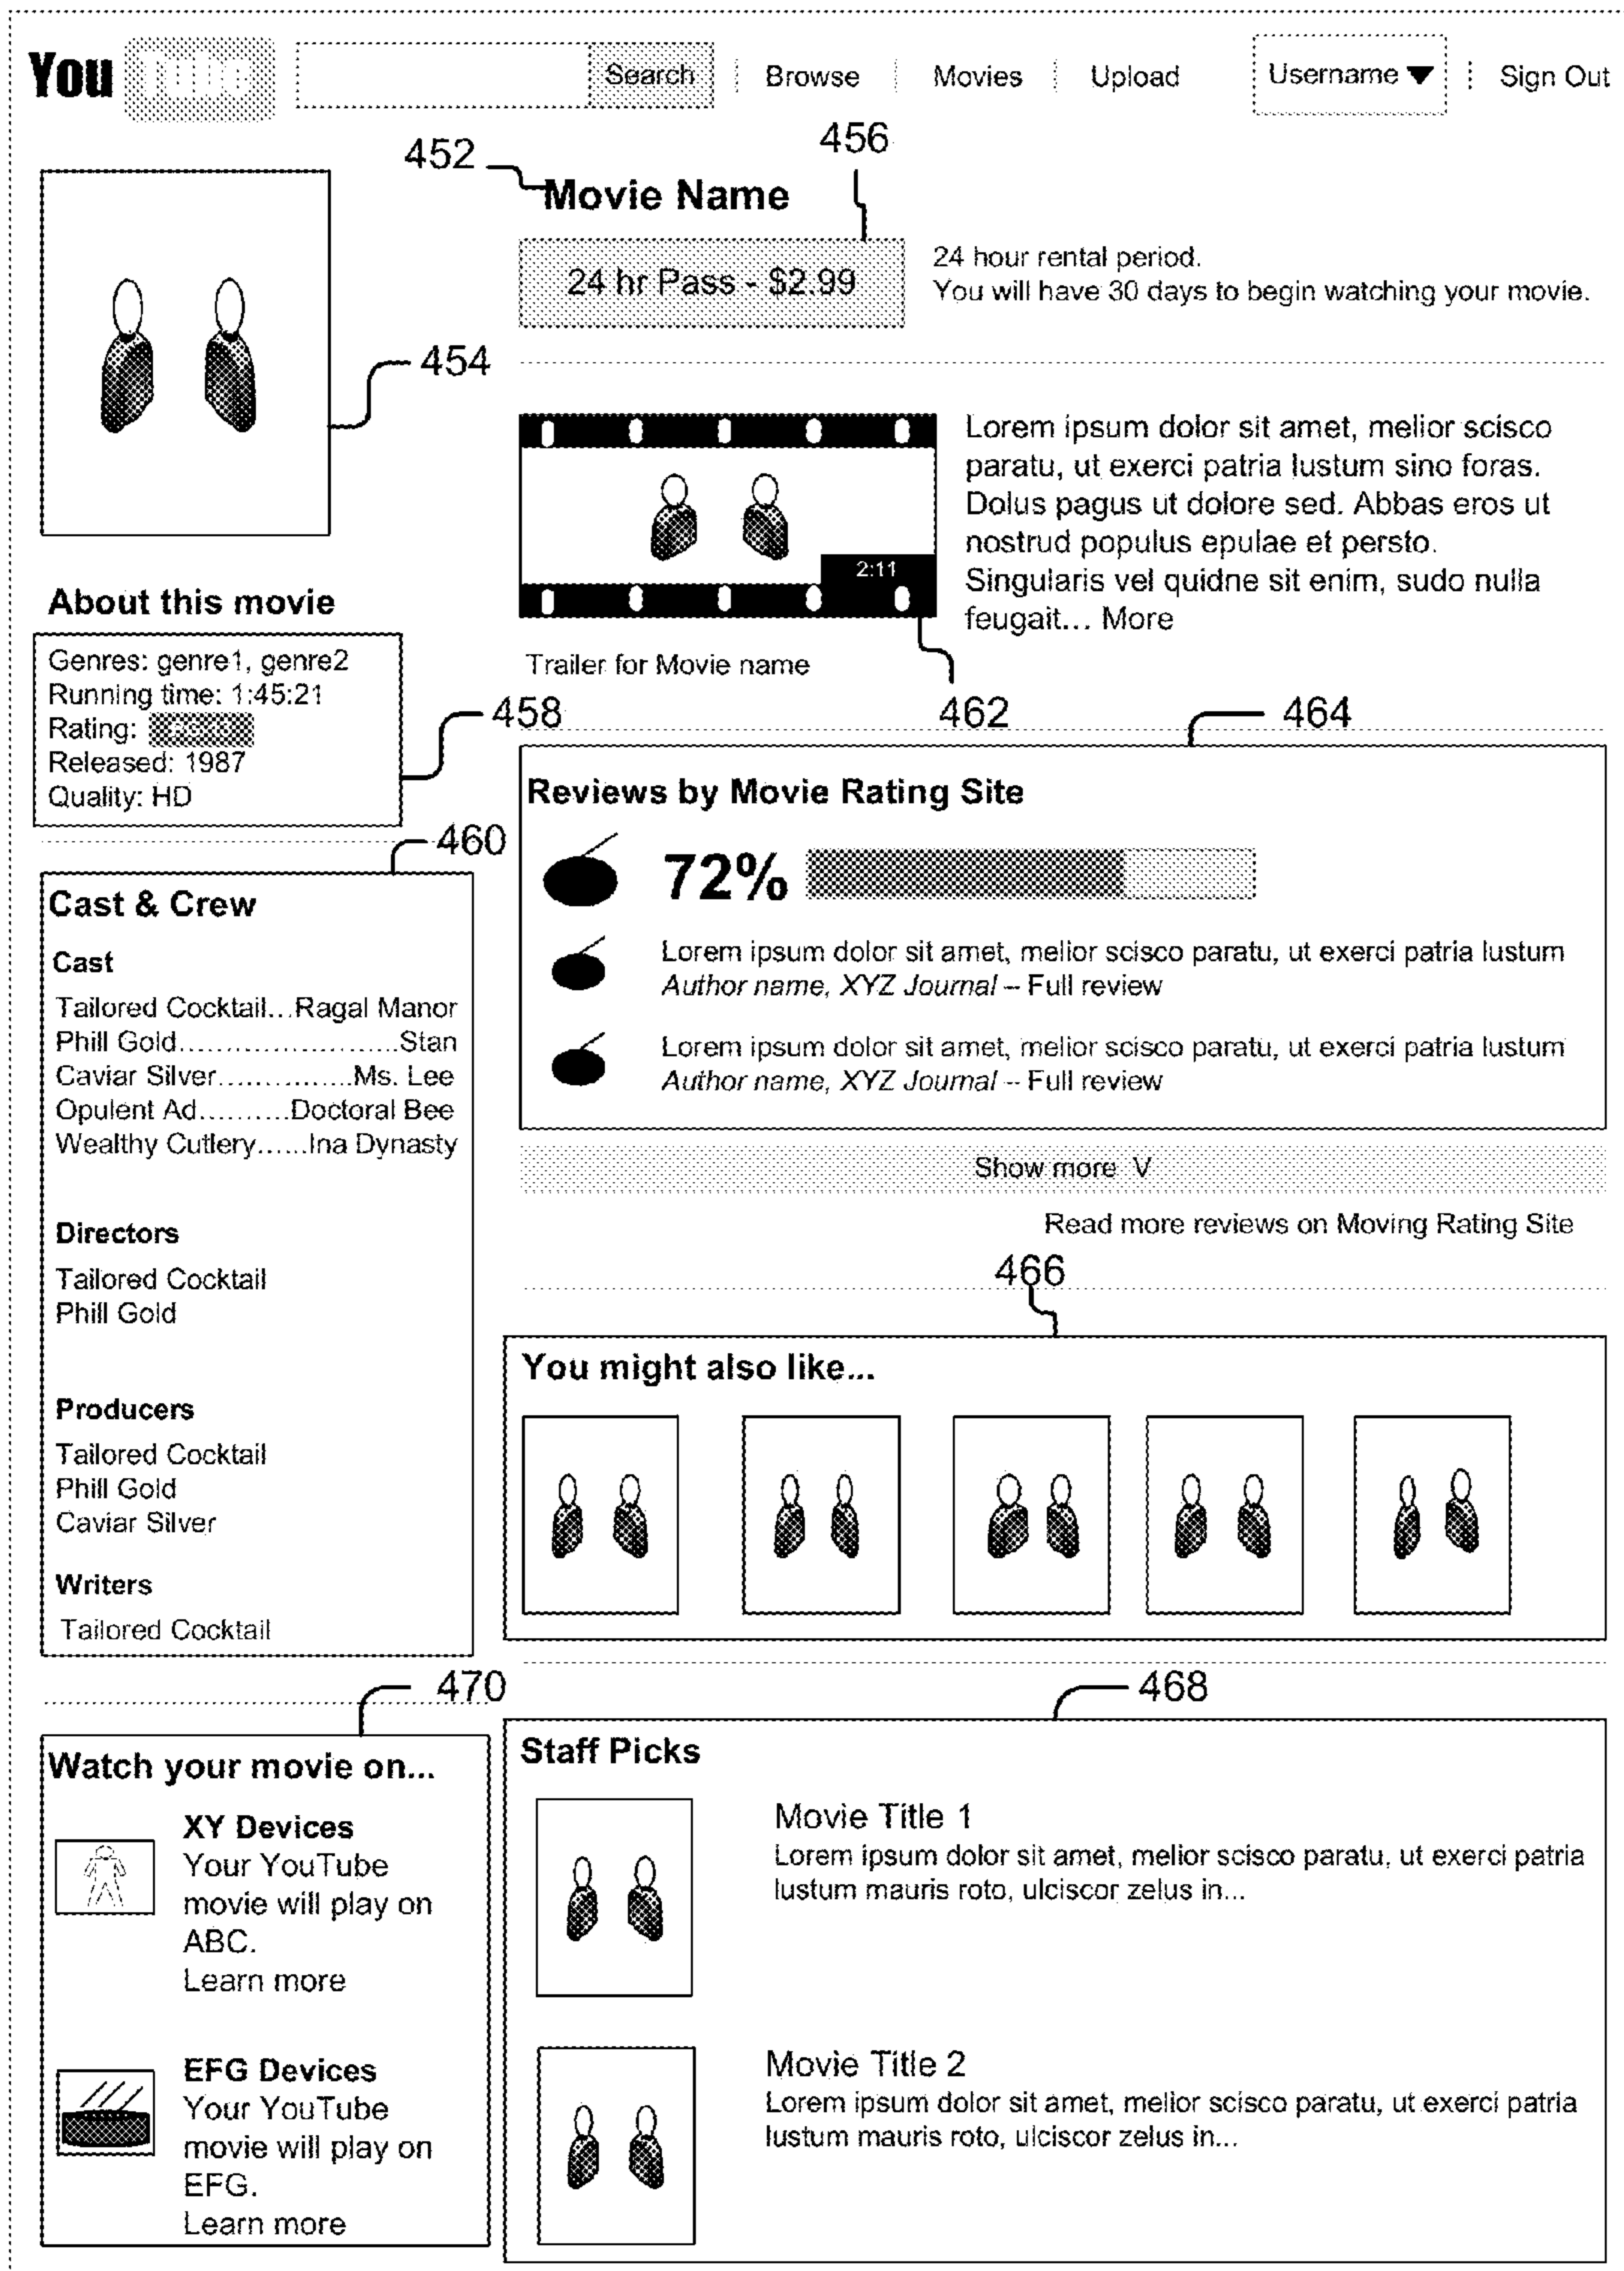 You Tube
Search
Browse
Movies
Upload
Username
Sign Out
452
Movie Name
456
24 hr Pass - $2.99
24 hour rental period.
You will have 30 days to begin watching your movie.
454
2:11
Trailer for Movie name
462
Lorem ipsum dolor sit amet, melior scisco
paratu, ut exerci patria lustum sino foras.
Dolus pagus ut dolore sed. Abbas eros ut
nostrud populus epulae et persto.
Singularis vel quidne sit enim, sudo nulla
feugait... More
About this movie
Genres: genre1, genre2
Running time: 1:45:21
Rating:
Released: 1987
Quality: HD
458
460
Cast & Crew
Cast
Tailored Cocktail...Ragal Manor
Phill Gold........................Stan
Caviar Silver...............Ms. Lee
Opulent Ad..........Doctoral Bee
Wealthy Cutlery......Ina Dynasty
Directors
Tailored Cocktail
Phill Gold
Producers
Tailored Cocktail
Phill Gold
Caviar Silver
Writers
Tailored Cocktail
464
Reviews by Movie Rating Site
72%
Lorem ipsum dolor sit amet, melior scisco paratu, ut exerci patria lustum
Author name, XYZ Journal -- Full review
Lorem ipsum dolor sit amet, melior scisco paratu, ut exerci patria lustum
Author name, XYZ Journal -- Full review
Show more V
Read more reviews on Moving Rating Site
466
You might also like...
470
Watch your movie on...
XY Devices
Your YouTube
movie will play on
ABC.
Learn more
EFG Devices
Your YouTube
movie will play on
EFG.
Learn more
468
Staff Picks
Movie Title 1
Lorem ipsum dolor sit amet, melior scisco paratu, ut exerci patria
lustum mauris roto, ulciscor zelus in...
Movie Title 2
Lorem ipsum dolor sit amet, melior scisco paratu, ut exerci patria
lustum mauris roto, ulciscor zelus in...